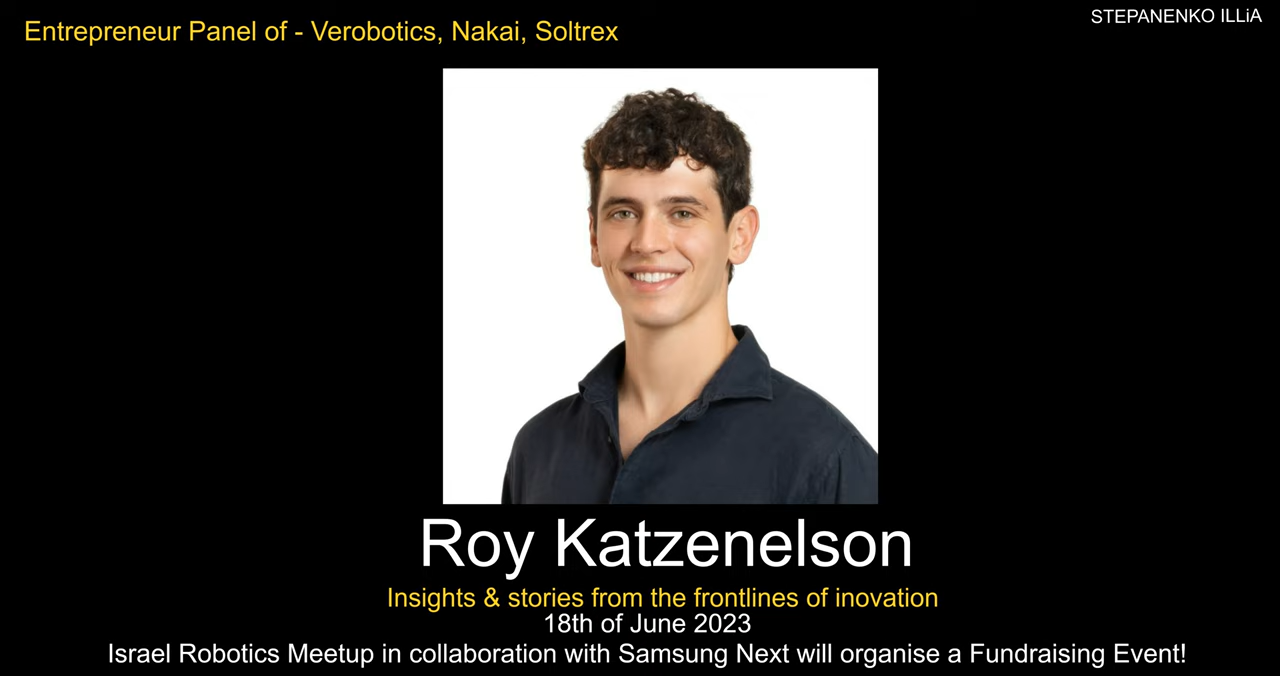 Entrepreneur Panel of - Verobotics, Nakai, Soltrex
STEPANENKO ILLiA
Roy Katzenelson
Insights & stories from the frontlines of inovation
18th of June 2023
Israel Robotics Meetup in collaboration with Samsung Next will organise a Fundraising Event!